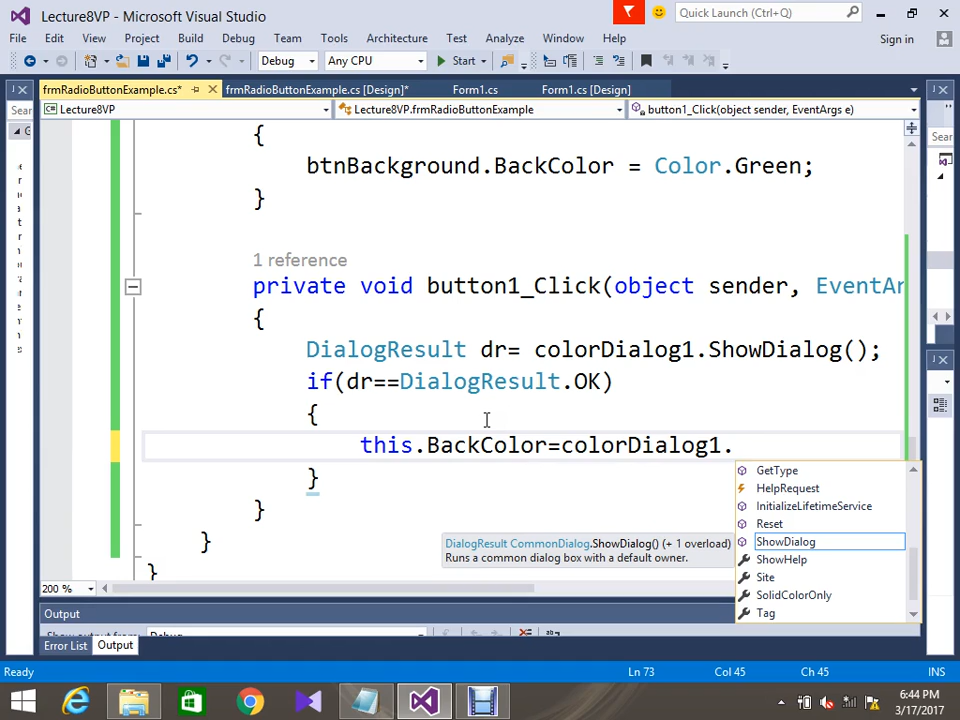 Lecture8VP - Microsoft Visual Studio
Quick Launch (Ctrl+Q)
File Edit View Project Build Debug Team Tools Architecture Test Analyze Window Help
Sign in
Debug Any CPU Start
frmRadioButtonExample.cs* frmRadioButtonExample.cs [Design]* Form1.cs Form1.cs [Design]
Lecture8VP Lecture8VP.frmRadioButtonExample button1_Click(object sender, EventArgs e)
Sear
Sear
{
btnBackground.BackColor = Color.Green;
}
1 reference
private void button1_Click(object sender, EventAr
{
DialogResult dr= colorDialog1.ShowDialog();
if(dr==DialogResult.OK)
{
this.BackColor=colorDialog1.
GetType
HelpRequest
InitializeLifetimeService
Reset
ShowDialog
ShowHelp
Site
SolidColorOnly
Tag
}
}
}
}
DialogResult CommonDialog.ShowDialog() (+ 1 overload)
Runs a common dialog box with a default owner.
200 %
Output
Error List Output
Ready Ln 73 Col 45 Ch 45 INS
6:44 PM
3/17/2017